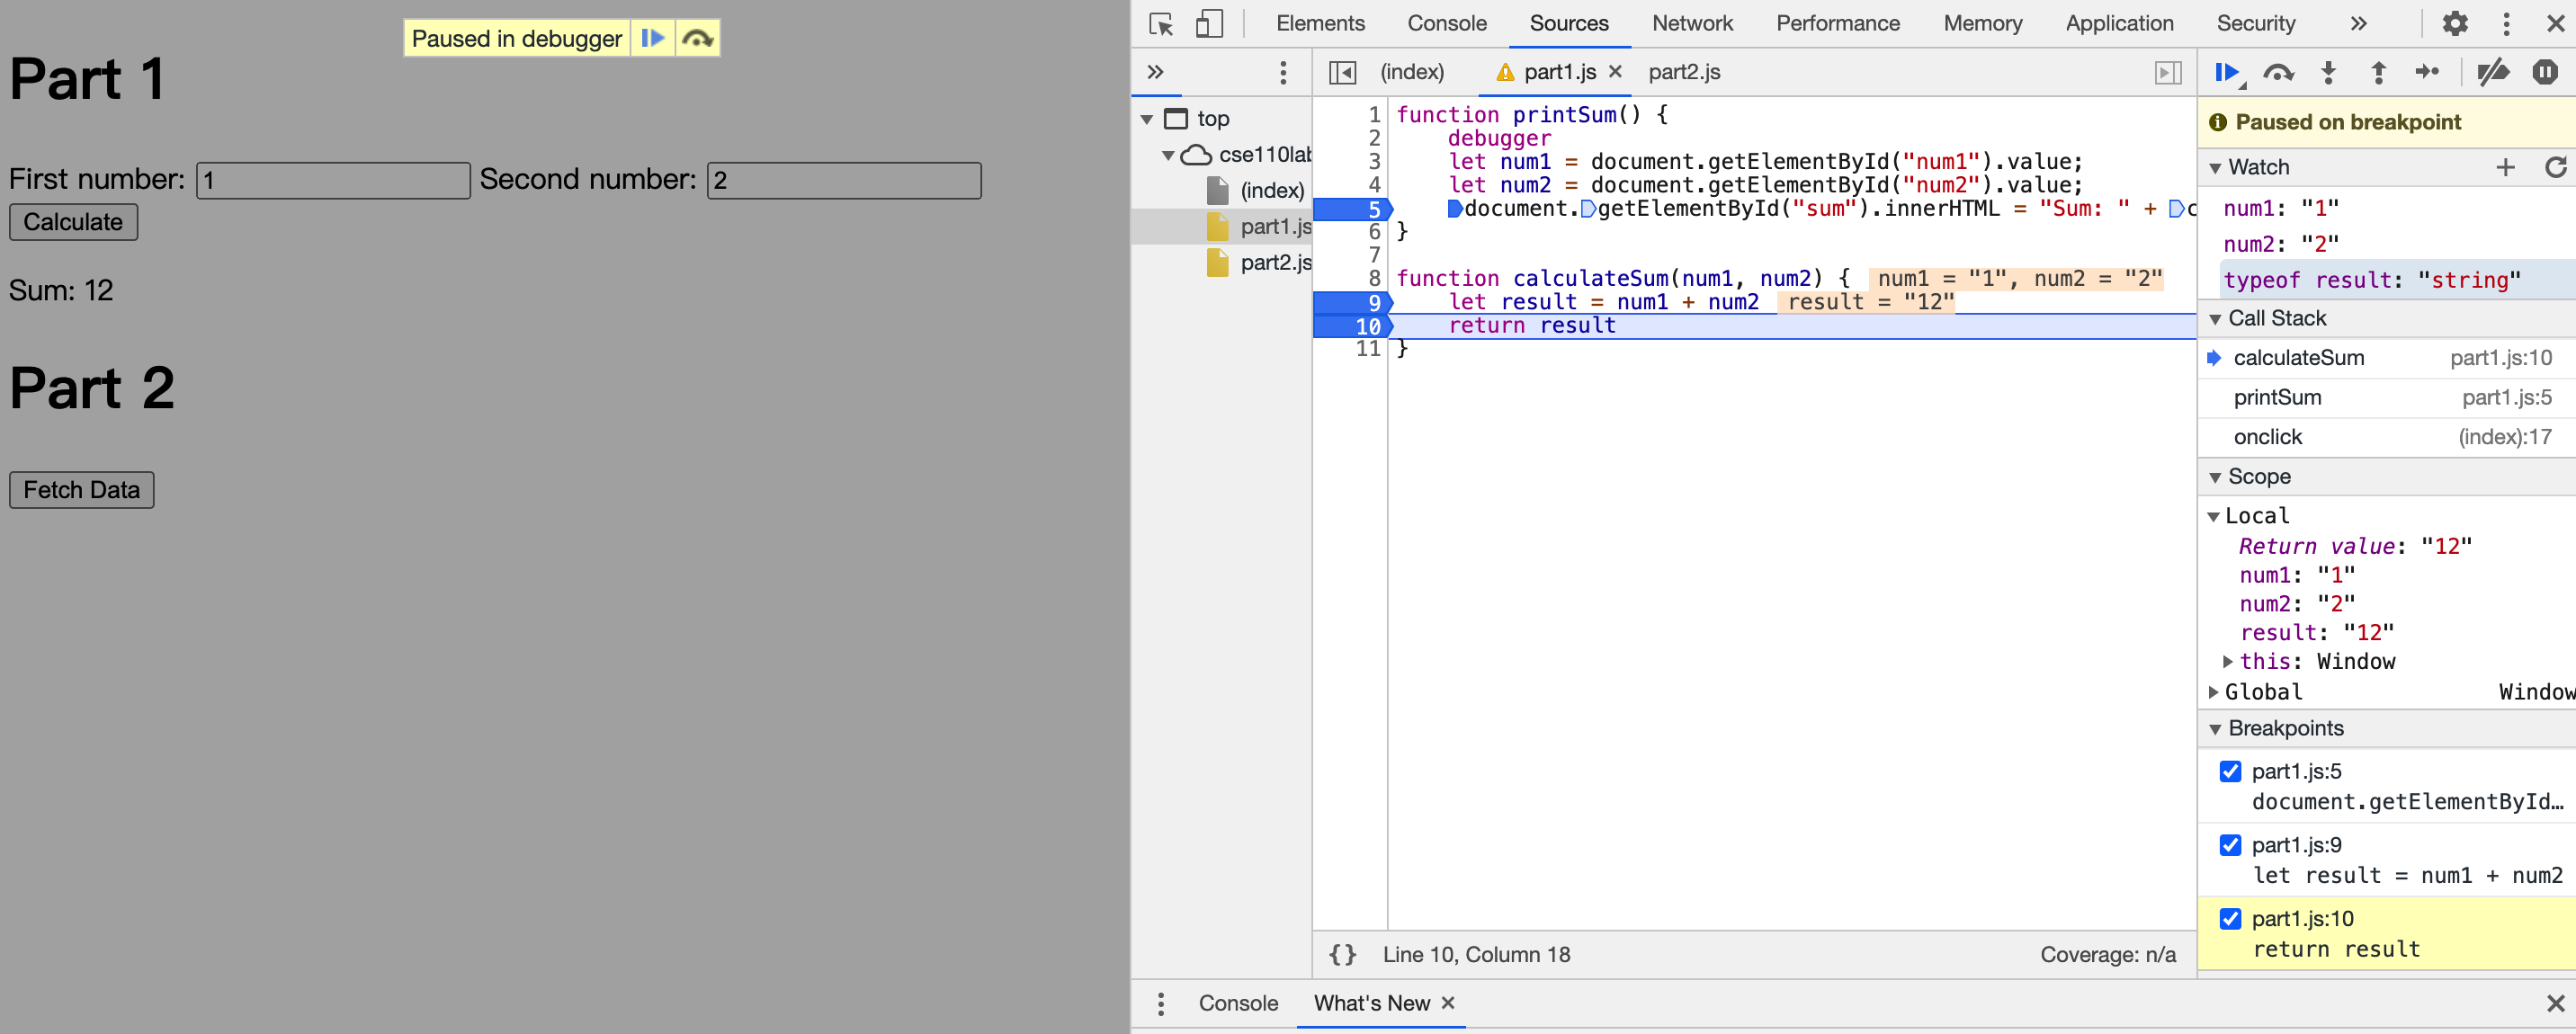 Paused in debugger
Part 1
First number: 1 Second number: 2
Calculate
Sum: 12
Part 2
Fetch Data
Elements Console Sources Network Performance Memory Application Security
(index) part1.js part2.js
top
cse110lab
(index)
part1.js
part2.js
1 function printSum() {
2 debugger
3 let num1 = document.getElementById("num1").value;
4 let num2 = document.getElementById("num2").value;
5 document.getElementById("sum").innerHTML = "Sum: " + c
6 }
7
8 function calculateSum(num1, num2) { num1 = "1", num2 = "2"
9 let result = num1 + num2 result = "12"
10 return result
11 }
{} Line 10, Column 18 Coverage: n/a
Paused on breakpoint
Watch
num1: "1"
num2: "2"
typeof result: "string"
Call Stack
calculateSum part1.js:10
printSum part1.js:5
onclick (index):17
Scope
Local
Return value: "12"
num1: "1"
num2: "2"
result: "12"
this: Window
Global Window
Breakpoints
part1.js:5
document.getElementById…
part1.js:9
let result = num1 + num2
part1.js:10
return result
Console What's New